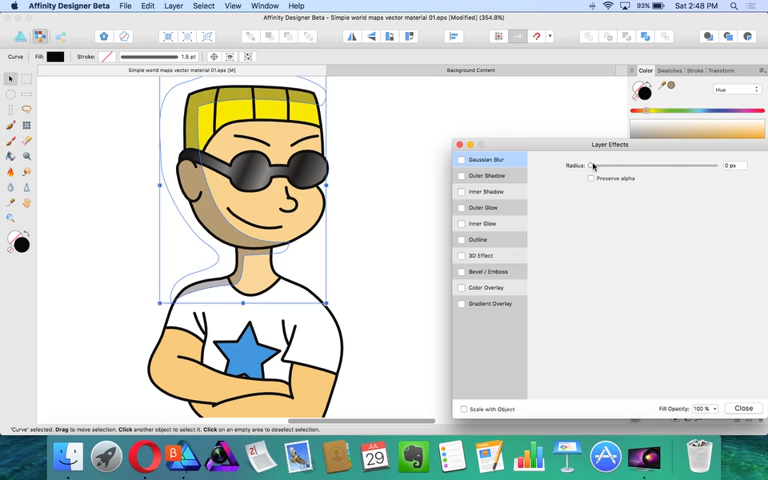 Affinity Designer Beta File Edit Text Arrange Layer Select View Window Help 93% Sat 2:48 PM
Affinity Designer Beta - Simple world maps vector material 01.eps [Modified] (354.8%)
Curve Fill: Stroke: 1.5 pt
Simple world maps vector material 01.eps [M] Background Content
Color Swatches Stroke Transform
Hue
Layer Effects
Gaussian Blur
Outer Shadow
Inner Shadow
Outer Glow
Inner Glow
Outline
3D Effect
Bevel / Emboss
Color Overlay
Gradient Overlay
Radius: 0 px
Preserve alpha
Scale with Object Fill Opacity: 100 % Close
'Curve' selected. Drag to move selection. Click another object to select it. Click on an empty area to deselect selection.
JUL
29